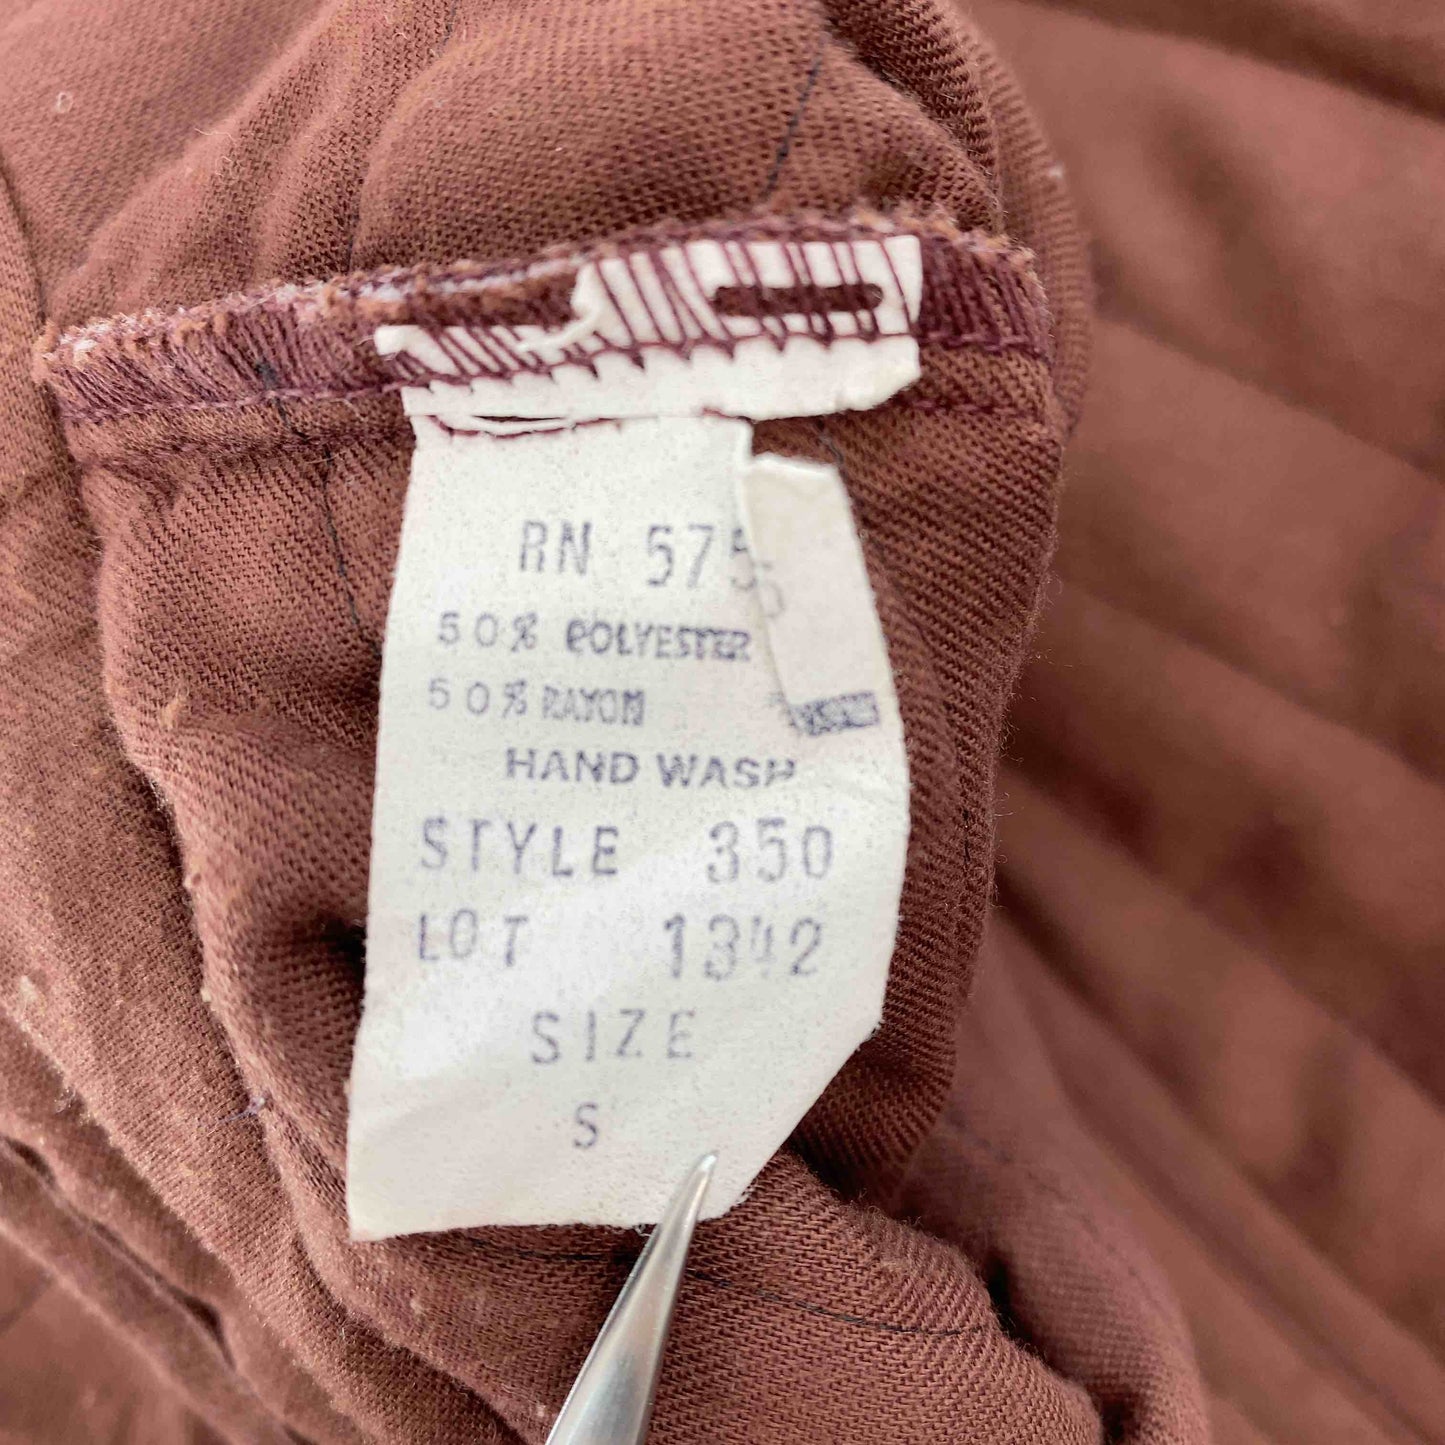 RN 575
50% POLYESTER
50% RAYON
HAND WASH
STYLE 350
LOT 1342
SIZE
S